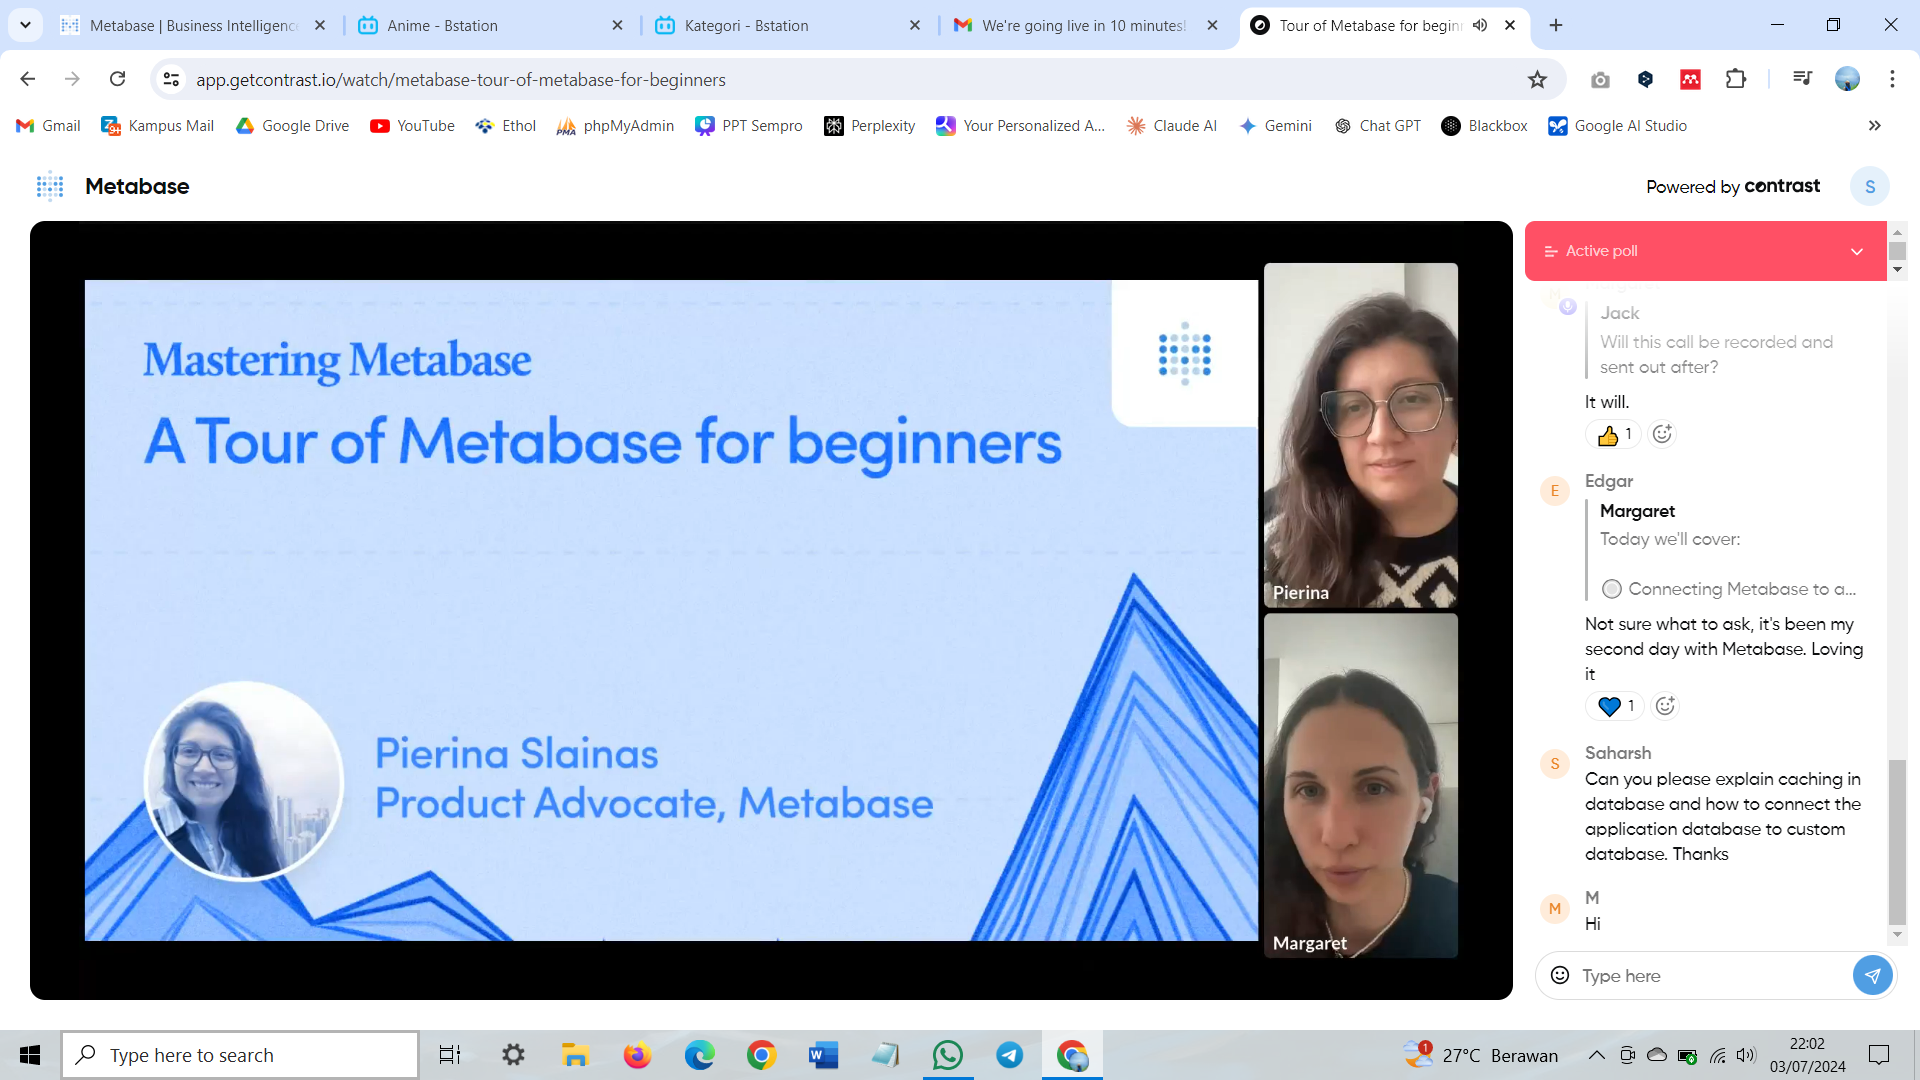 Metabase | Business Intelligenc
Anime - Bstation
Kategori - Bstation
We're going live in 10 minutes!
Tour of Metabase for beginn
app.getcontrast.io/watch/metabase-tour-of-metabase-for-beginners
Gmail
Kampus Mail
Google Drive
YouTube
Ethol
phpMyAdmin
PPT Sempro
Perplexity
Your Personalized A...
Claude AI
Gemini
Chat GPT
Blackbox
Google AI Studio
Metabase
Powered by contrast
S
Mastering Metabase
A Tour of Metabase for beginners
Pierina Slainas
Product Advocate, Metabase
Pierina
Margaret
Active poll
Jack
Will this call be recorded and
sent out after?
It will.
1
E
Edgar
Margaret
Today we'll cover:
Connecting Metabase to a...
Not sure what to ask, it's been my
second day with Metabase. Loving
it
1
S
Saharsh
Can you please explain caching in
database and how to connect the
application database to custom
database. Thanks
M
M
Hi
Type here
Type here to search
1
27°C Berawan
22:02
03/07/2024